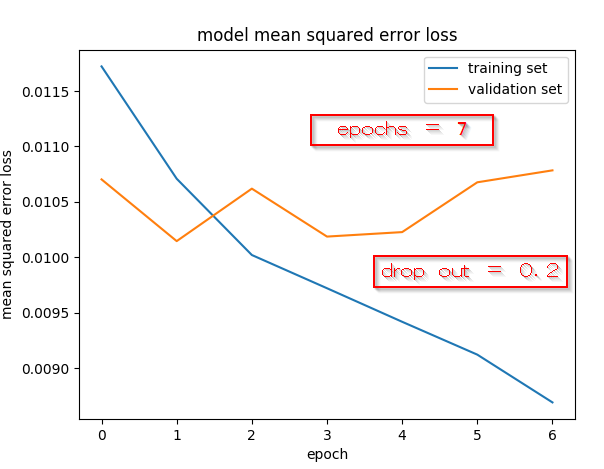 model mean squared error loss
training set
validation set
epochs = 7
drop out = 0.2
mean squared error loss
0.0115
0.0110
0.0105
0.0100
0.0095
0.0090
0 1 2 3 4 5 6
epoch